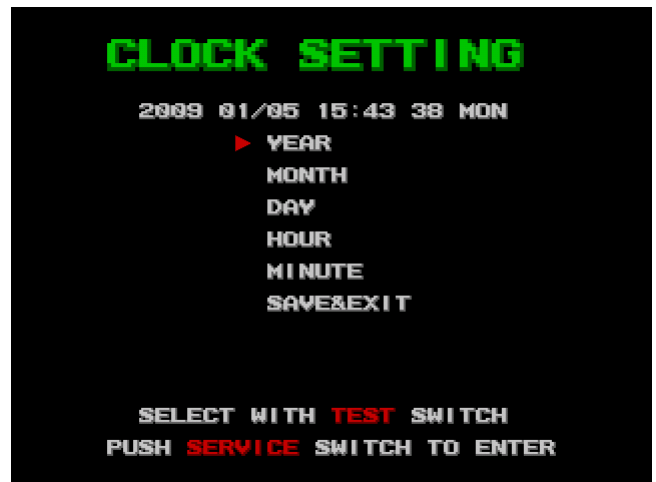 CLOCK SETTING
2009 01/05 15:43 38 MON
YEAR
MONTH
DAY
HOUR
MINUTE
SAVE&EXIT
SELECT WITH TEST SWITCH
PUSH SERVICE SWITCH TO ENTER